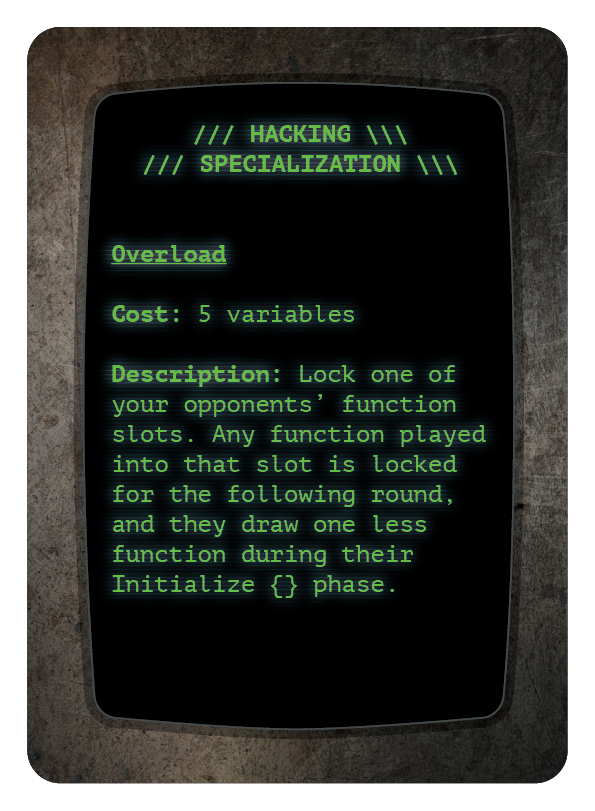 /// HACKING \\\
/// SPECIALIZATION \\\
Overload
Cost: 5 variables
Description: Lock one of
your opponents’ function
slots. Any function played
into that slot is locked
for the following round,
and they draw one less
function during their
Initialize {} phase.